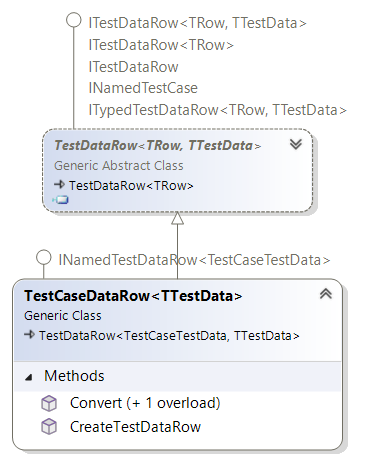 ITestDataRow<TRow, TTestData>
ITestDataRow<TRow>
ITestDataRow
INamedTestCase
ITypedTestDataRow<TRow, TTestData>
TestDataRow<TRow, TTestData>
Generic Abstract Class
TestDataRow<TRow>
INamedTestDataRow<TestCaseTestData>
TestCaseDataRow<TTestData>
Generic Class
TestDataRow<TestCaseTestData, TTestData>
Methods
Convert (+ 1 overload)
CreateTestDataRow